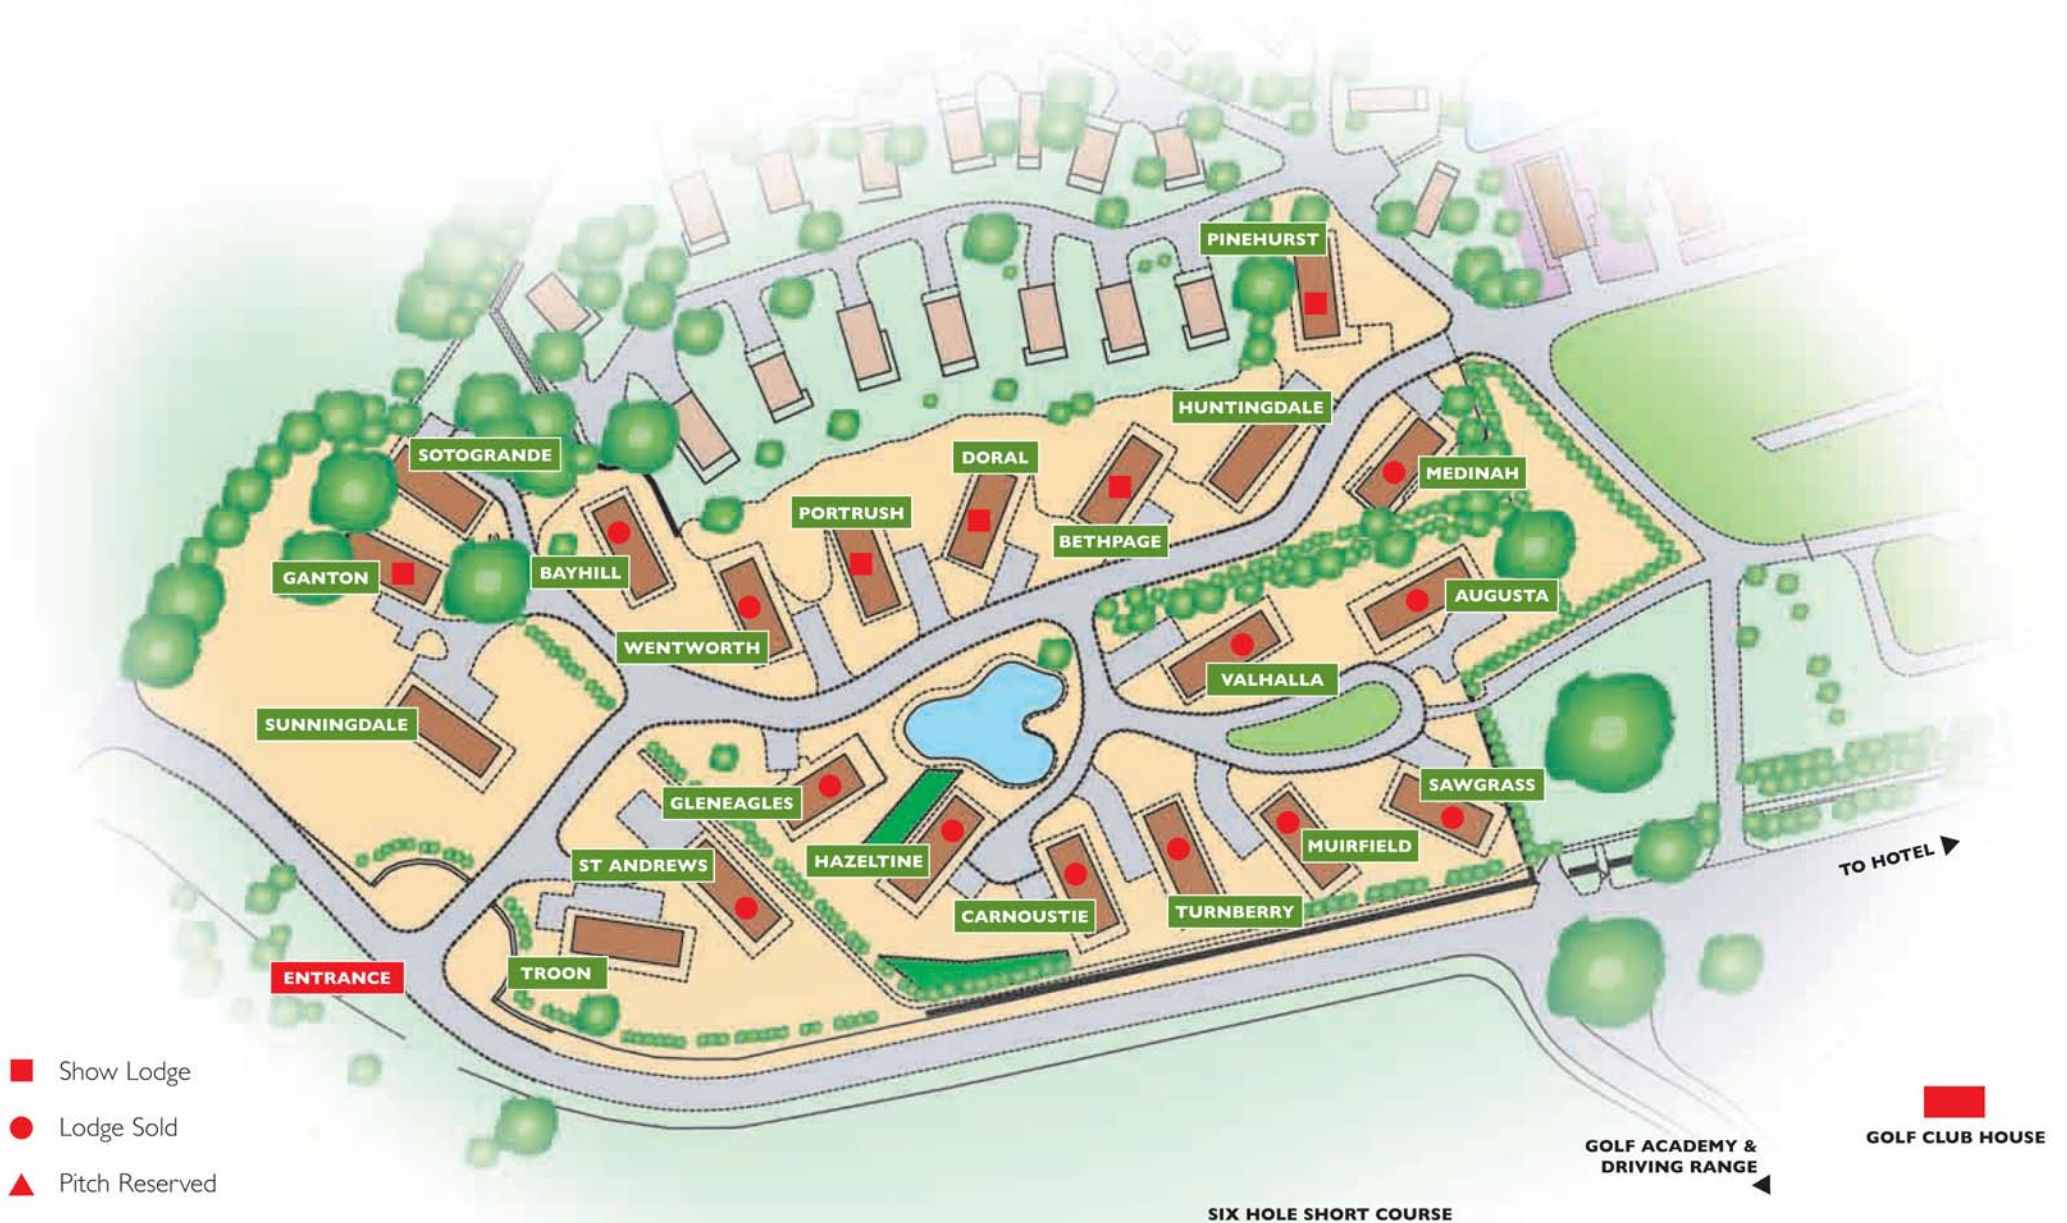 PINEHURST
HUNTINGDALE
SOTOGRANDE
DORAL
MEDINAH
PORTRUSH
BETHPAGE
GANTON
BAYHILL
AUGUSTA
WENTWORTH
VALHALLA
SUNNINGDALE
SAWGRASS
GLENEAGLES
MUIRFIELD
ST ANDREWS
HAZELTINE
TO HOTEL
CARNOUSTIE
TURNBERRY
TROON
ENTRANCE
Show Lodge
Lodge Sold
Pitch Reserved
GOLF CLUB HOUSE
GOLF ACADEMY &
DRIVING RANGE
SIX HOLE SHORT COURSE